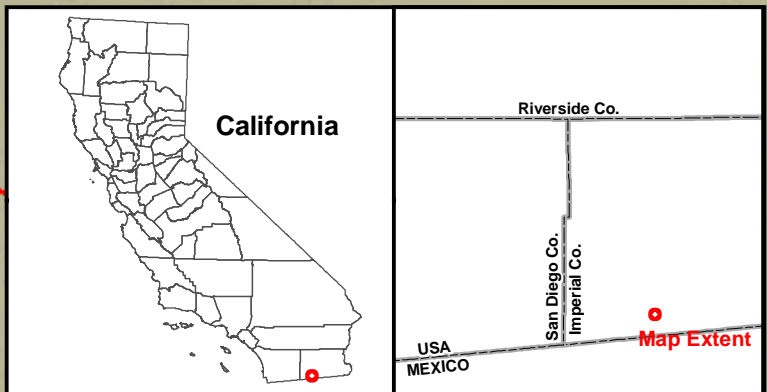 California
Riverside Co.
San Diego Co.
Imperial Co.
Map Extent
USA
MEXICO